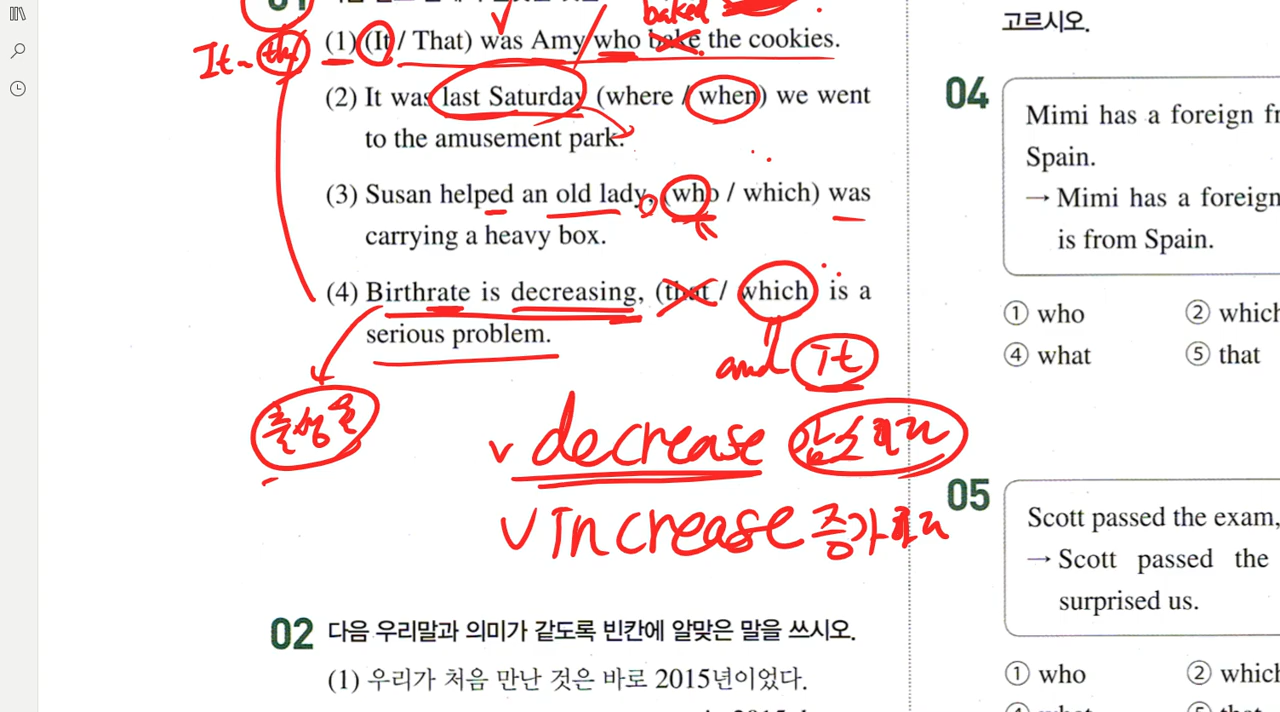 01
baked
It ~ that
(1) (It / That) was Amy who bake the cookies.
(2) It was last Saturday (where / when) we went
to the amusement park.
(3) Susan helped an old lady, (who / which) was
carrying a heavy box.
(4) Birthrate is decreasing, (that / which) is a
serious problem.
and It
출생율
decrease 감소하다
increase 증가하다
02 다음 우리말과 의미가 같도록 빈칸에 알맞은 말을 쓰시오.
(1) 우리가 처음 만난 것은 바로 2015년이었다.
고르시오.
04
Mimi has a foreign fr
Spain.
→ Mimi has a foreign
is from Spain.
① who ② which
④ what ⑤ that
05
Scott passed the exam,
→ Scott passed the
surprised us.
① who ② which